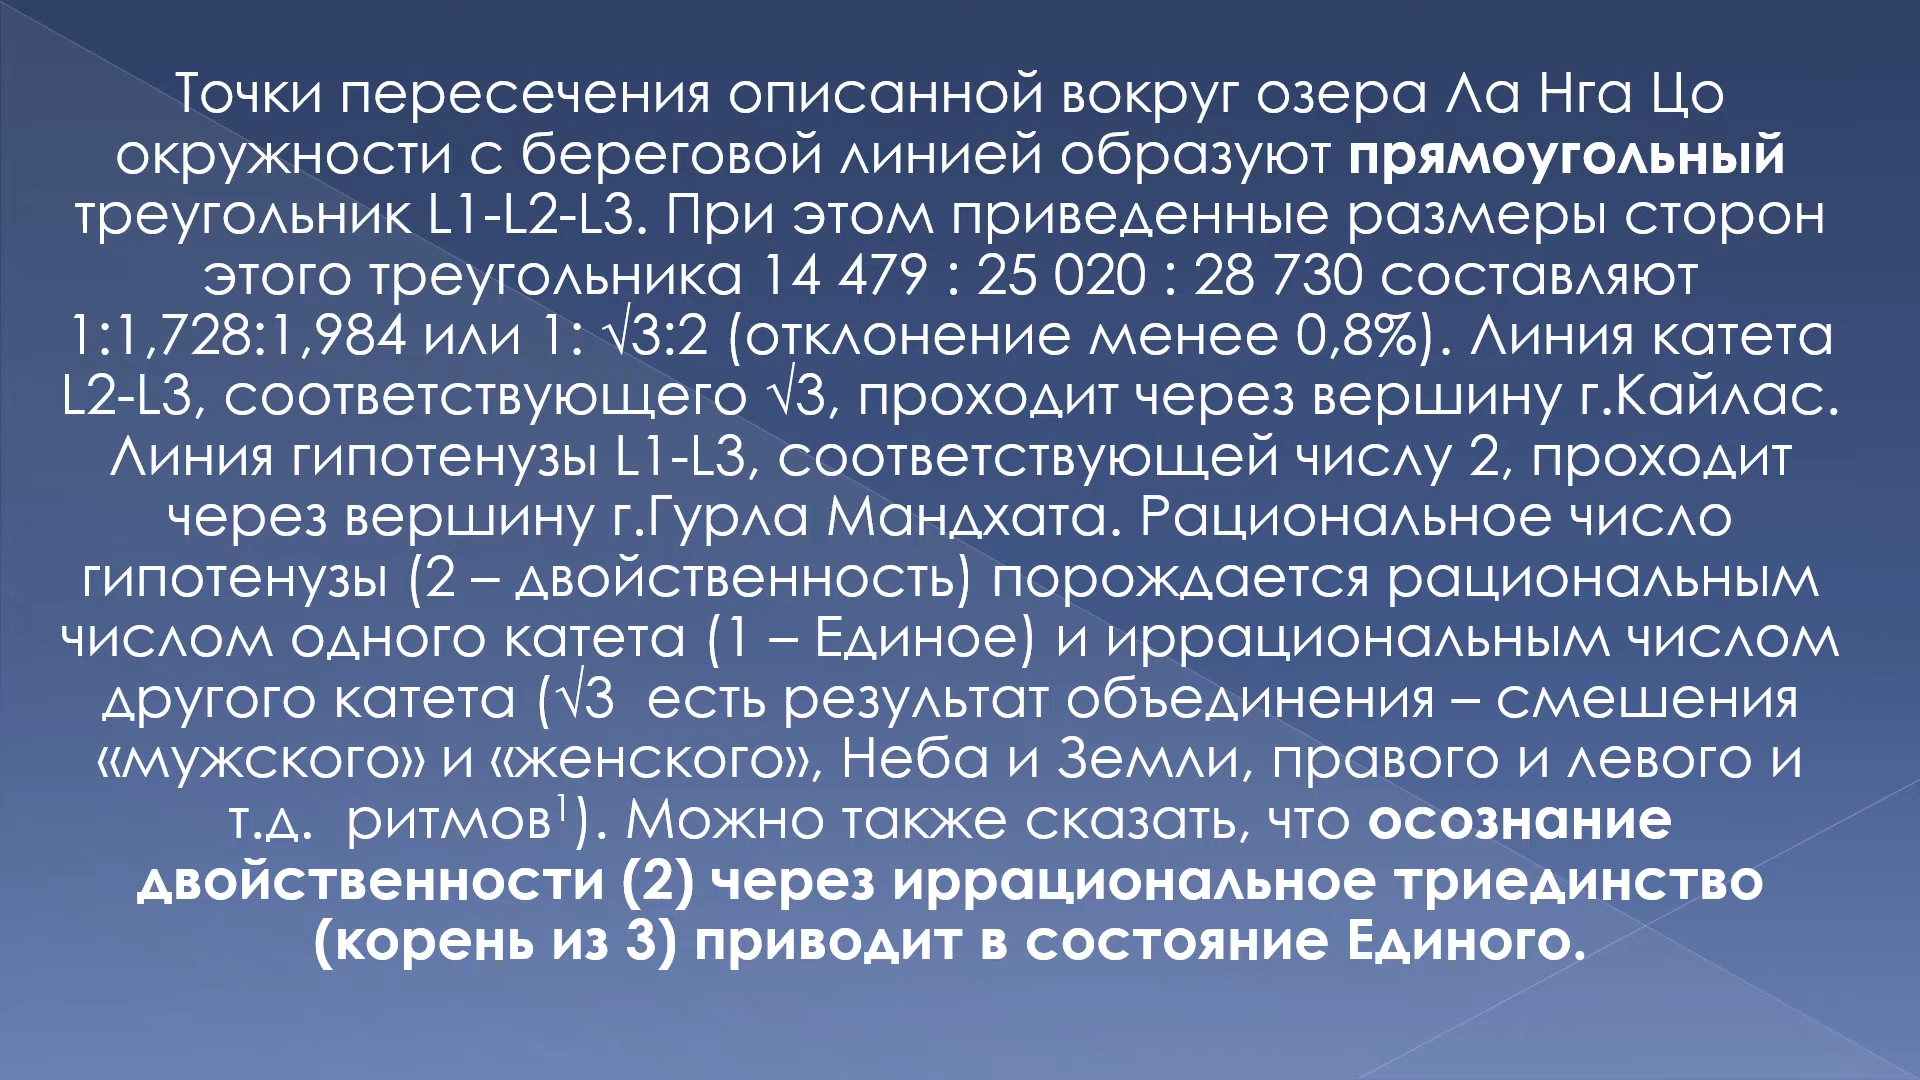 Точки пересечения описанной вокруг озера Ла Нга Цо
окружности с береговой линией образуют прямоугольный
треугольник L1-L2-L3. При этом приведенные размеры сторон
этого треугольника 14 479 : 25 020 : 28 730 составляют
1:1,728:1,984 или 1: √3:2 (отклонение менее 0,8%). Линия катета
L2-L3, соответствующего √3, проходит через вершину г.Кайлас.
Линия гипотенузы L1-L3, соответствующей числу 2, проходит
через вершину г.Гурла Мандхата. Рациональное число
гипотенузы (2 – двойственность) порождается рациональным
числом одного катета (1 – Единое) и иррациональным числом
другого катета (√3  есть результат объединения – смешения
«мужского» и «женского», Неба и Земли, правого и левого и
т.д.  ритмов¹). Можно также сказать, что осознание
двойственности (2) через иррациональное триединство
(корень из 3) приводит в состояние Единого.